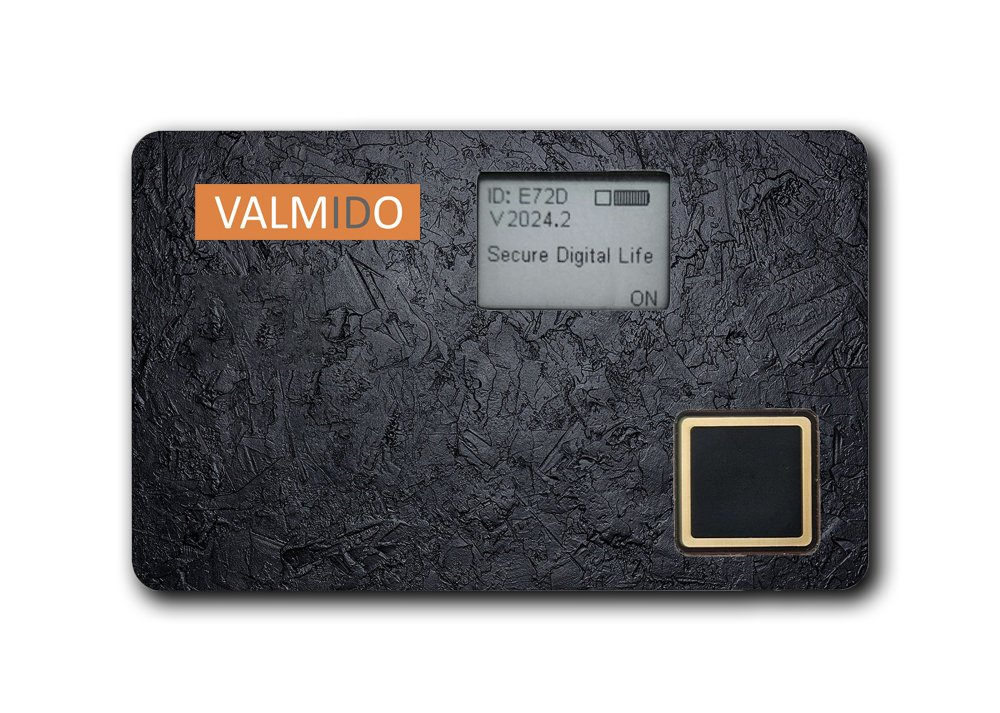 VALMIDO
ID: E72D
V2024.2
Secure Digital Life
ON